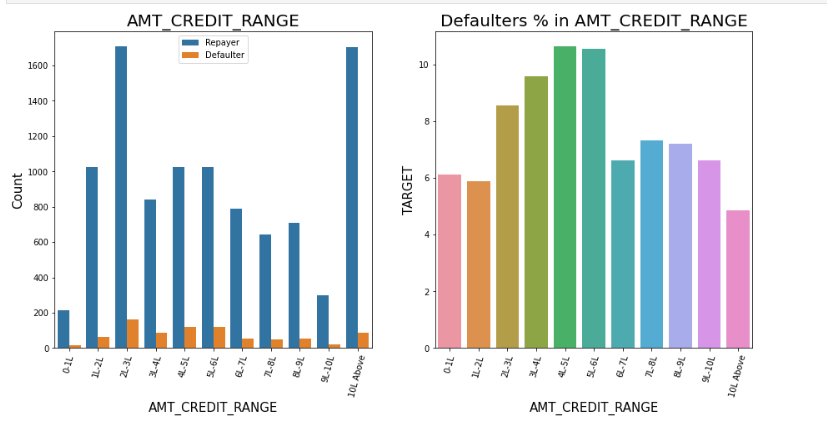 AMT_CREDIT_RANGE
Repayer
Defaulter
Count
1600
1400
1200
1000
800
600
400
200
0
0-1L
1L-2L
2L-3L
3L-4L
4L-5L
5L-6L
6L-7L
7L-8L
8L-9L
9L-10L
10L Above
AMT_CREDIT_RANGE
Defaulters % in AMT_CREDIT_RANGE
TARGET
10
8
6
4
2
0
0-1L
1L-2L
2L-3L
3L-4L
4L-5L
5L-6L
6L-7L
7L-8L
8L-9L
9L-10L
10L Above
AMT_CREDIT_RANGE